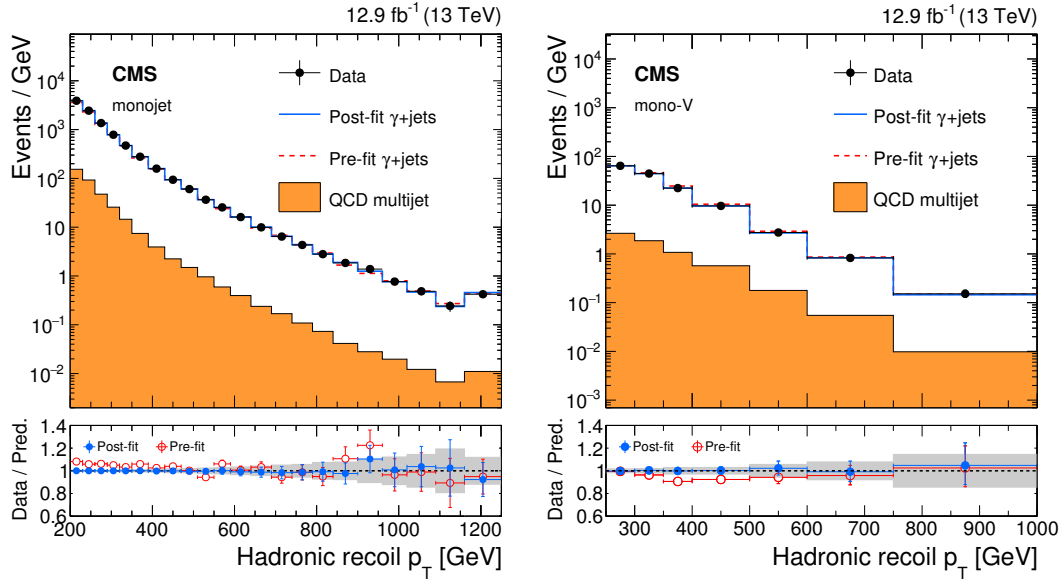 12.9 fb⁻¹ (13 TeV)
CMS
monojet
Data
Post-fit γ+jets
Pre-fit γ+jets
QCD multijet
Events / GeV
10⁴
10³
10²
10
1
10⁻¹
10⁻²
Data / Pred.
1.4
1.2
1
0.8
0.6
Post-fit
Pre-fit
200 400 600 800 1000 1200
Hadronic recoil p_T [GeV]
12.9 fb⁻¹ (13 TeV)
CMS
mono-V
Data
Post-fit γ+jets
Pre-fit γ+jets
QCD multijet
Events / GeV
10⁴
10³
10²
10
1
10⁻¹
10⁻²
10⁻³
Data / Pred.
1.4
1.2
1
0.8
0.6
Post-fit
Pre-fit
300 400 500 600 700 800 900 1000
Hadronic recoil p_T [GeV]